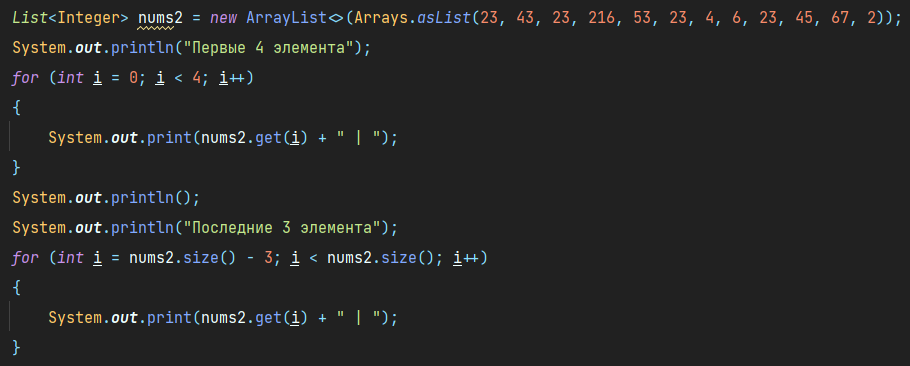 List<Integer> nums2 = new ArrayList<>(Arrays.asList(23, 43, 23, 216, 53, 23, 4, 6, 23, 45, 67, 2));
System.out.println("Первые 4 элемента");
for (int i = 0; i < 4; i++)
{
    System.out.print(nums2.get(i) + " | ");
}
System.out.println();
System.out.println("Последние 3 элемента");
for (int i = nums2.size() - 3; i < nums2.size(); i++)
{
    System.out.print(nums2.get(i) + " | ");
}